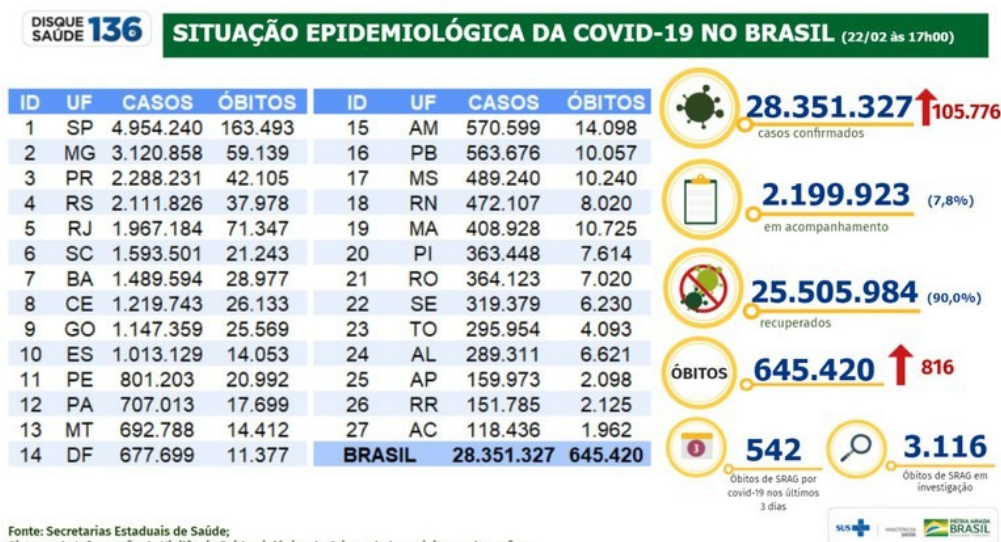 DISQUE
SAÚDE 136
SITUAÇÃO EPIDEMIOLÓGICA DA COVID-19 NO BRASIL (22/02 às 17h00)
ID UF CASOS ÓBITOS ID UF CASOS ÓBITOS
1 SP 4.954.240 163.493 15 AM 570.599 14.098
2 MG 3.120.858 59.139 16 PB 563.676 10.057
3 PR 2.288.231 42.105 17 MS 489.240 10.240
4 RS 2.111.826 37.978 18 RN 472.107 8.020
5 RJ 1.967.184 71.347 19 MA 408.928 10.725
6 SC 1.593.501 21.243 20 PI 363.448 7.614
7 BA 1.489.594 28.977 21 RO 364.123 7.020
8 CE 1.219.743 26.133 22 SE 319.379 6.230
9 GO 1.147.359 25.569 23 TO 295.954 4.093
10 ES 1.013.129 14.053 24 AL 289.311 6.621
11 PE 801.203 20.992 25 AP 159.973 2.098
12 PA 707.013 17.699 26 RR 151.785 2.125
13 MT 692.788 14.412 27 AC 118.436 1.962
14 DF 677.699 11.377 BRASIL 28.351.327 645.420
28.351.327 105.776
casos confirmados
2.199.923 (7,8%)
em acompanhamento
25.505.984 (90,0%)
recuperados
ÓBITOS 645.420 816
3 542
Óbitos de SRAG por
covid-19 nos últimos
3 dias
3.116
Óbitos de SRAG em
investigação
Fonte: Secretarias Estaduais de Saúde;
SUS
PÁTRIA AMADA
BRASIL